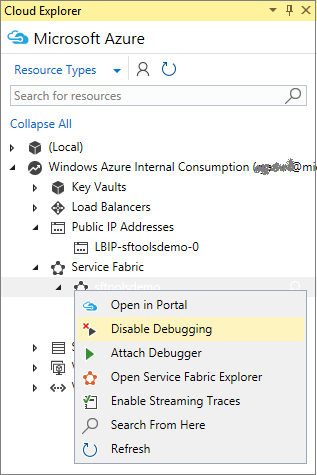 Cloud Explorer
Microsoft Azure
Resource Types
Search for resources
Collapse All
(Local)
Windows Azure Internal Consumption (
Key Vaults
Load Balancers
Public IP Addresses
LBIP-sftoolsdemo-0
Service Fabric
sftoolsdemo
Open in Portal
Disable Debugging
Attach Debugger
Open Service Fabric Explorer
Enable Streaming Traces
Search From Here
Refresh